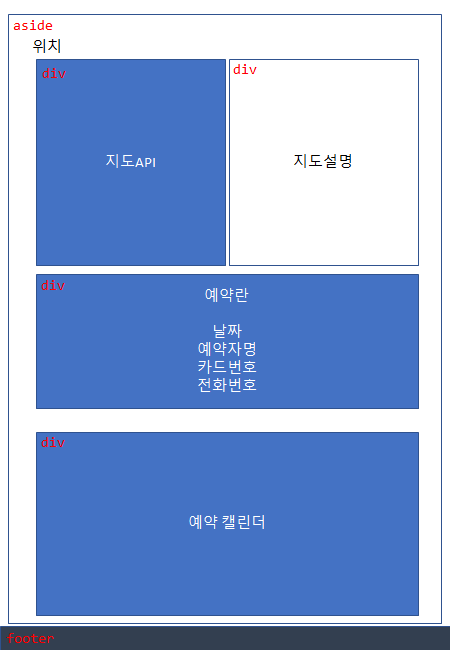 aside
위치
div
div
지도API
지도설명
div
예약란
날짜
예약자명
카드번호
전화번호
div
예약 캘린더
footer